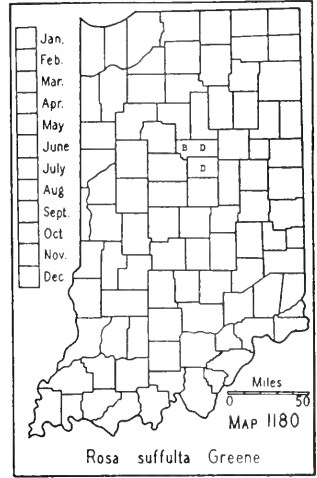 Jan.
Feb.
Mar.
Apr.
May
June
July
Aug
Sept.
Oct
Nov.
Dec
B D
D
Miles
0 50
MAP 1180
Rosa suffulta Greene